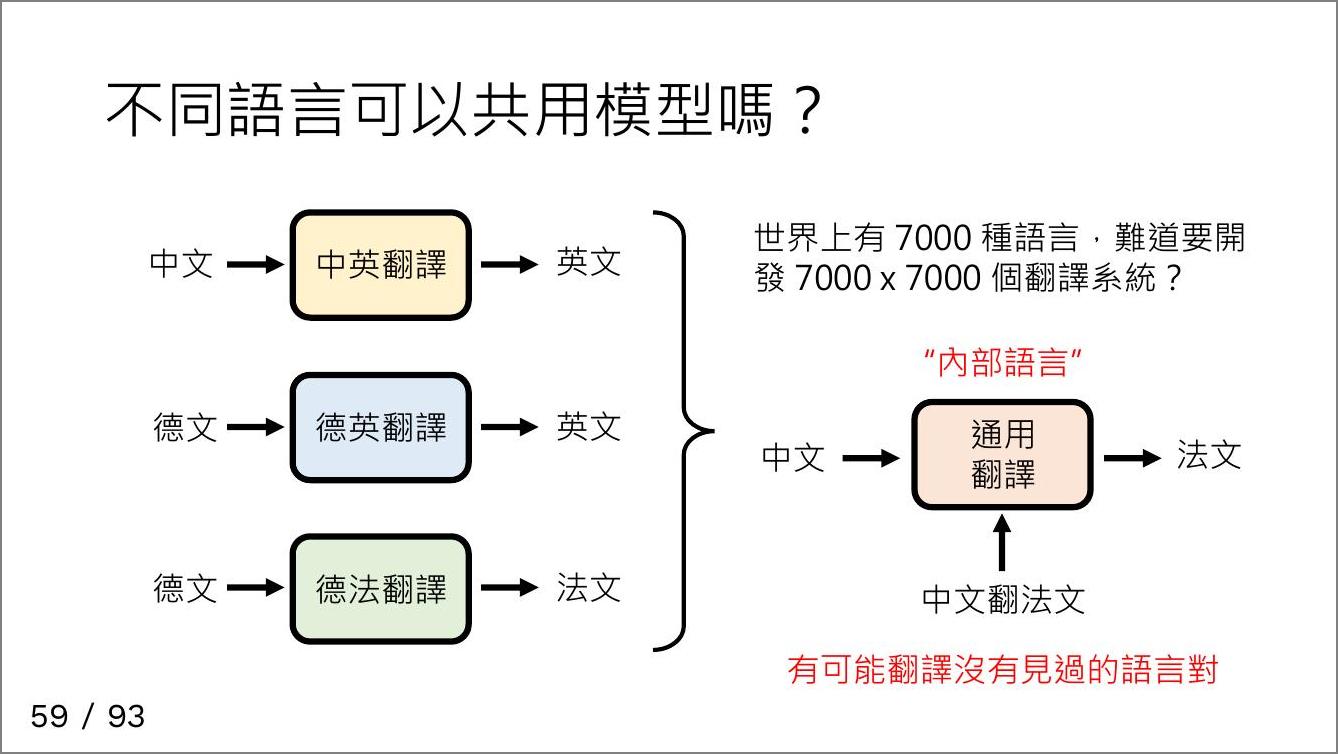 不同語言可以共用模型嗎？
中文
中英翻譯
英文
德文
德英翻譯
英文
德文
德法翻譯
法文
世界上有 7000 種語言，難道要開
發 7000 x 7000 個翻譯系統？
“內部語言”
中文
通用
翻譯
法文
中文翻法文
有可能翻譯沒有見過的語言對
59 / 93